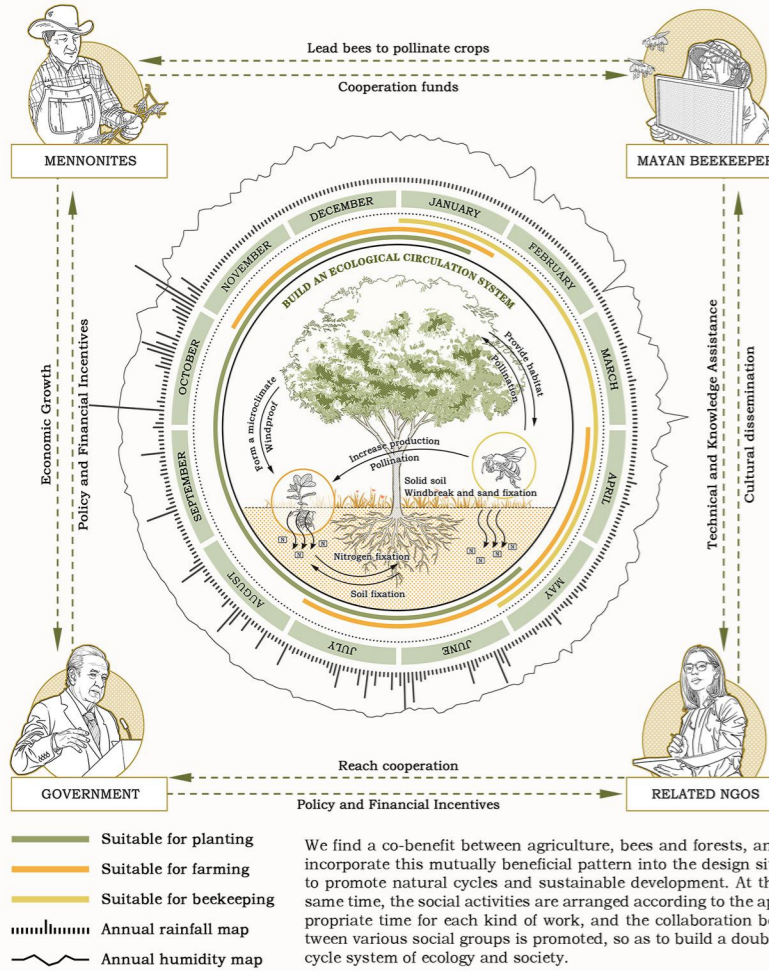 Lead bees to pollinate crops
Cooperation funds
MENNONITES
MAYAN BEEKEEPER
DECEMBER
JANUARY
NOVEMBER
FEBRUARY
OCTOBER
MARCH
SEPTEMBER
APRIL
AUGUST
MAY
JULY
JUNE
BUILD AN ECOLOGICAL CIRCULATION SYSTEM
Provide habitat
Pollination
Form a microclimate
Windproof
Increase production
Pollination
Solid soil
Windbreak and sand fixation
N
N
N
N
N
N
Nitrogen fixation
Soil fixation
Economic Growth
Policy and Financial Incentives
Technical and Knowledge Assistance
Cultural dissemination
GOVERNMENT
RELATED NGOS
Reach cooperation
Policy and Financial Incentives
Suitable for planting
Suitable for farming
Suitable for beekeeping
Annual rainfall map
Annual humidity map
We find a co-benefit between agriculture, bees and forests, an
incorporate this mutually beneficial pattern into the design si
to promote natural cycles and sustainable development. At th
same time, the social activities are arranged according to the ap
propriate time for each kind of work, and the collaboration be
tween various social groups is promoted, so as to build a doub
cycle system of ecology and society.